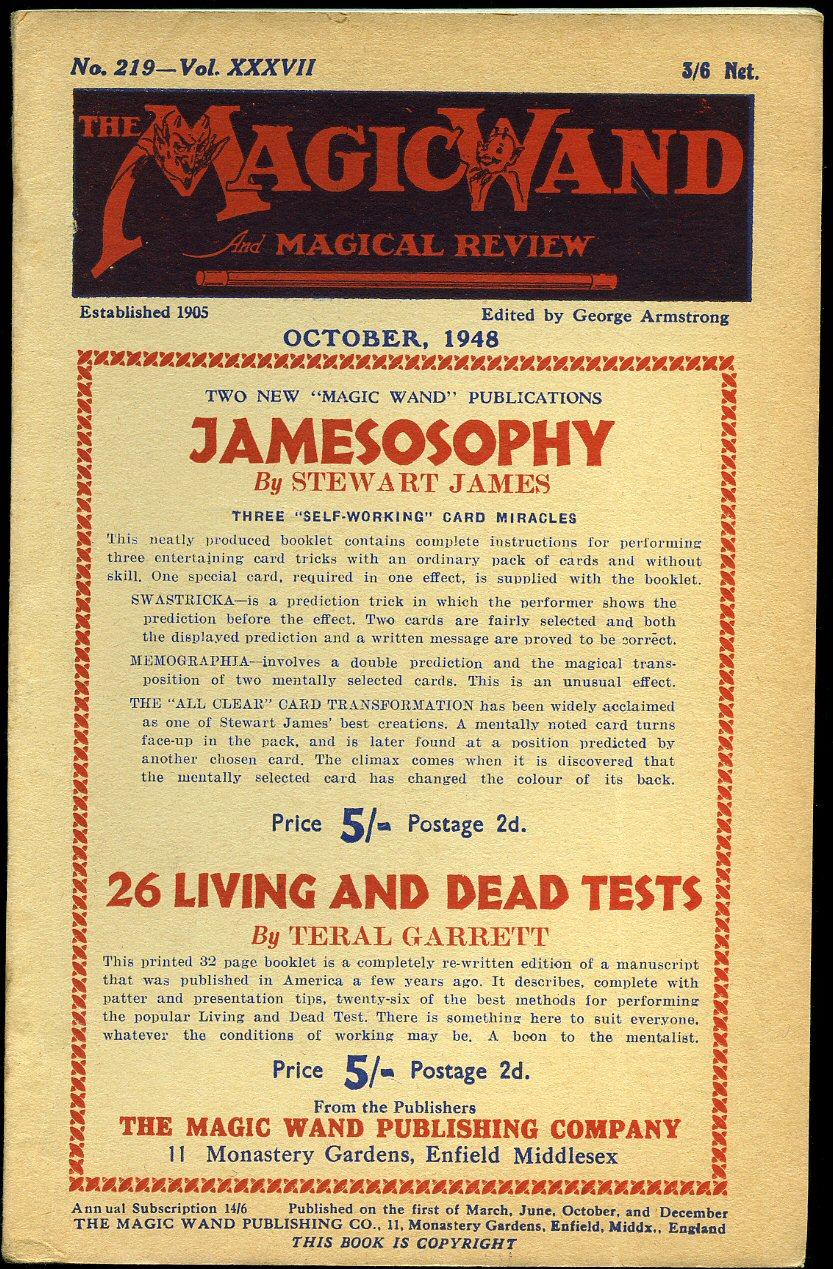 No. 219—Vol. XXXVII 3/6 Net.
THE MAGIC WAND
And MAGICAL REVIEW
Established 1905 Edited by George Armstrong
OCTOBER, 1948
TWO NEW "MAGIC WAND" PUBLICATIONS
JAMESOSOPHY
By STEWART JAMES
THREE "SELF-WORKING" CARD MIRACLES
This neatly produced booklet contains complete instructions for performing
three entertaining card tricks with an ordinary pack of cards and without
skill. One special card, required in one effect, is supplied with the booklet.
SWASTRICKA—is a prediction trick in which the performer shows the
prediction before the effect. Two cards are fairly selected and both
the displayed prediction and a written message are proved to be correct.
MEMOGRAPHIA—involves a double prediction and the magical trans-
position of two mentally selected cards. This is an unusual effect.
THE "ALL CLEAR" CARD TRANSFORMATION has been widely acclaimed
as one of Stewart James' best creations. A mentally noted card turns
face-up in the pack, and is later found at a position predicted by
another chosen card. The climax comes when it is discovered that
the mentally selected card has changed the colour of its back.
Price 5/- Postage 2d.
26 LIVING AND DEAD TESTS
By TERAL GARRETT
This printed 32 page booklet is a completely re-written edition of a manuscript
that was published in America a few years ago. It describes, complete with
patter and presentation tips, twenty-six of the best methods for performing
the popular Living and Dead Test. There is something here to suit everyone,
whatever the conditions of working may be. A boon to the mentalist.
Price 5/- Postage 2d.
From the Publishers
THE MAGIC WAND PUBLISHING COMPANY
11 Monastery Gardens, Enfield Middlesex
Annual Subscription 14/6 Published on the first of March, June, October, and December
THE MAGIC WAND PUBLISHING CO., 11, Monastery Gardens, Enfield, Middx., England
THIS BOOK IS COPYRIGHT